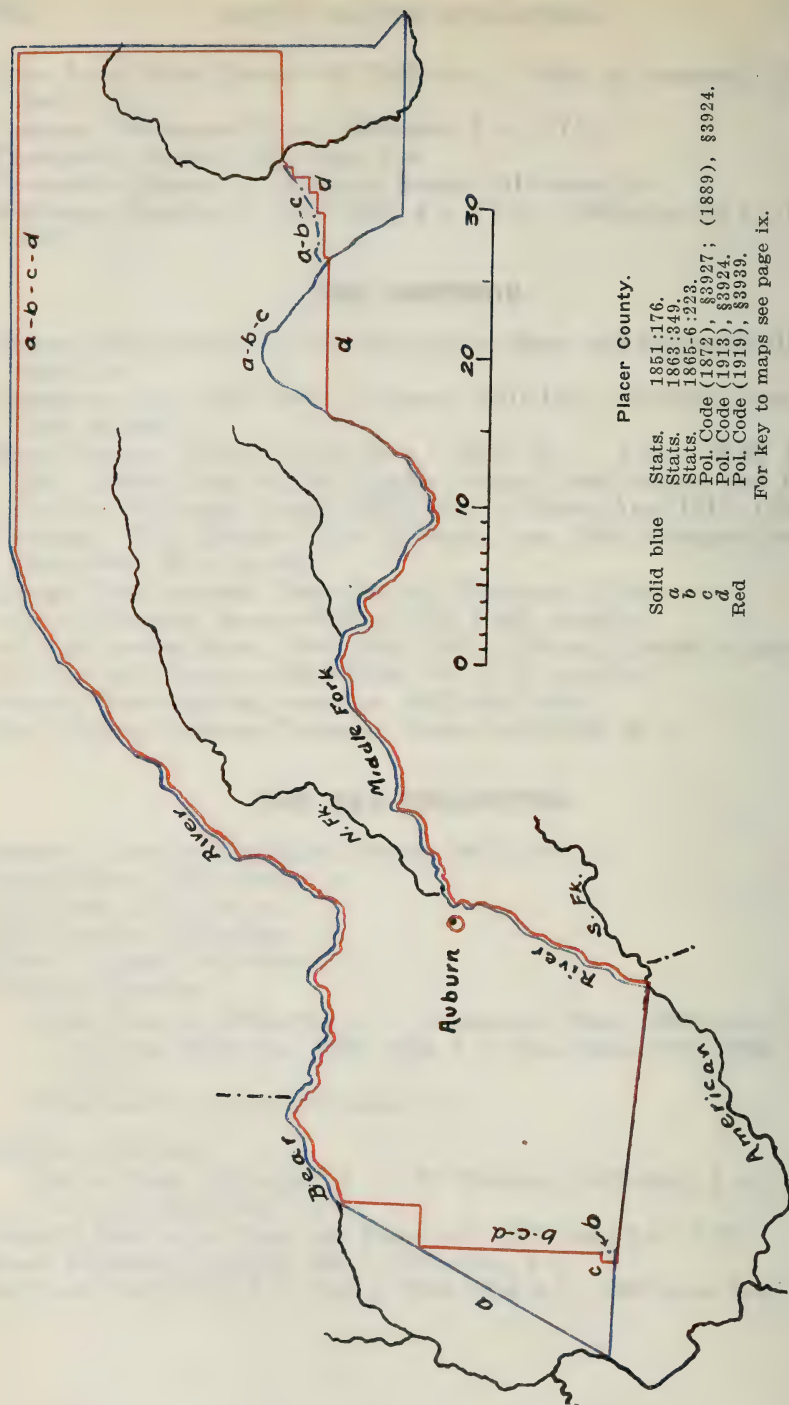 a-b-c-d
River
Bear
N. Fk.
Middle Fork
a-b-c
a-b-c
d
d
Auburn
River
S. Fk.
American
a
b-c-d
b
c
0 10 20 30
Placer County.
Solid blue Stats. 1851:176.
a Stats. 1863:349.
b Stats. 1865-6:223.
c Pol. Code (1872), §3927; (1889), §3924.
d Pol. Code (1913), §3924.
Red Pol. Code (1919), §3939.
For key to maps see page ix.